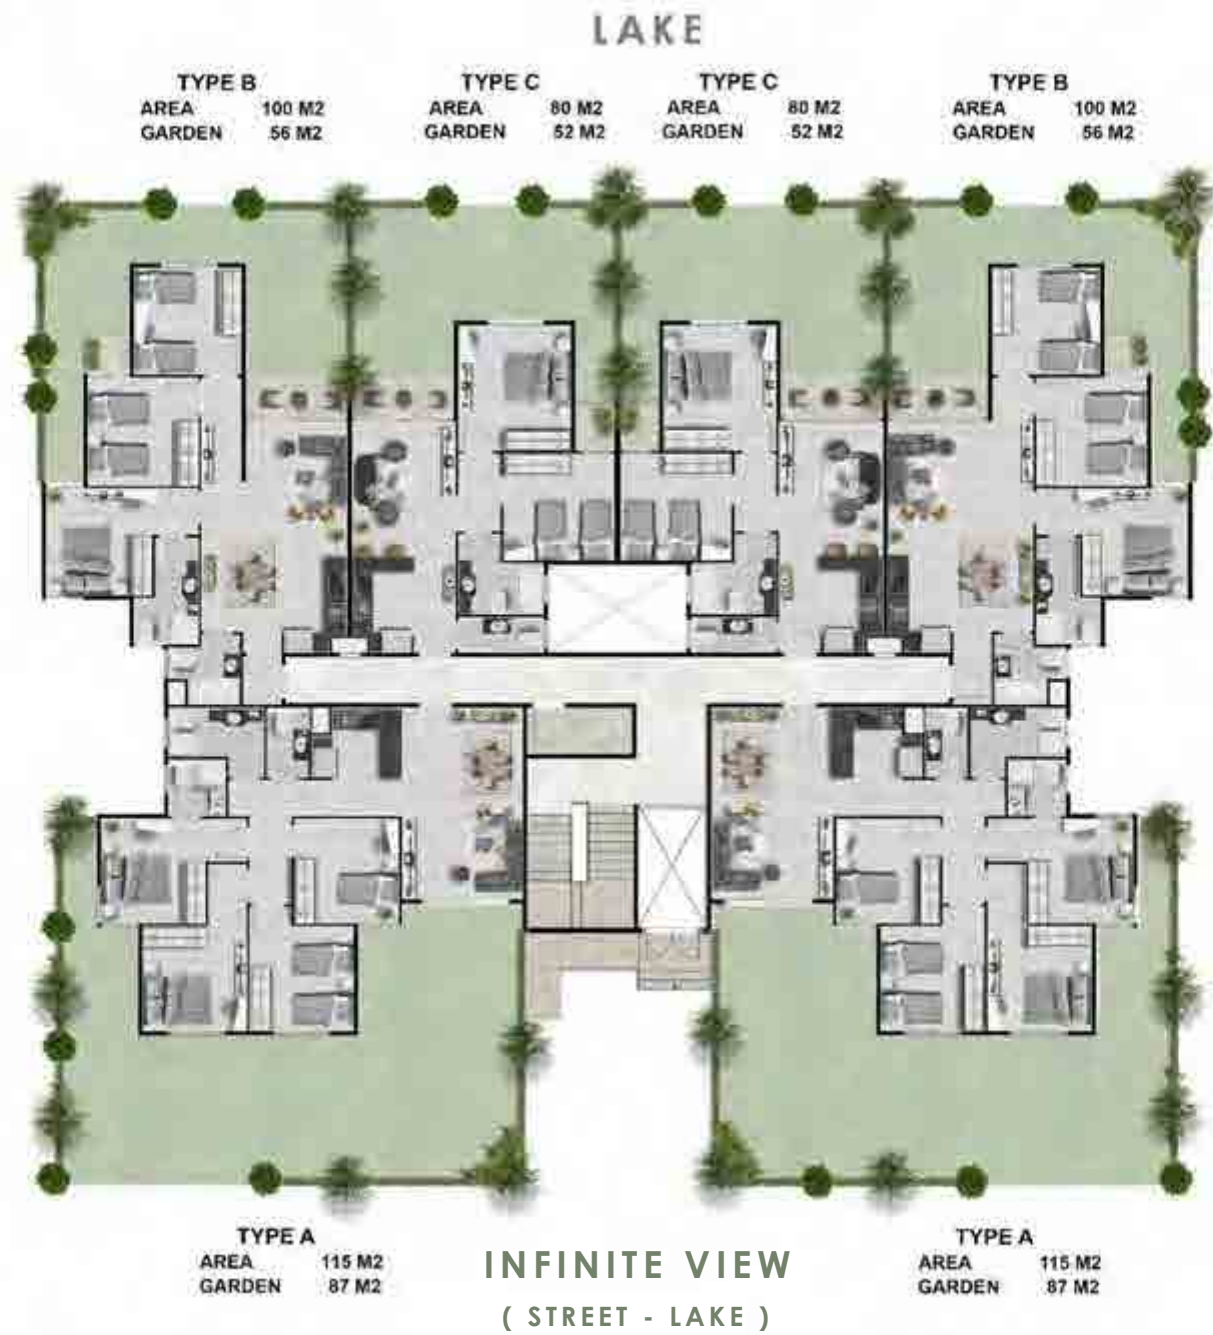 LAKE
TYPE B
AREA 100 M2
GARDEN 56 M2
TYPE C
AREA 80 M2
GARDEN 52 M2
TYPE C
AREA 80 M2
GARDEN 52 M2
TYPE B
AREA 100 M2
GARDEN 56 M2
TYPE A
AREA 115 M2
GARDEN 87 M2
INFINITE VIEW
( STREET - LAKE )
TYPE A
AREA 115 M2
GARDEN 87 M2